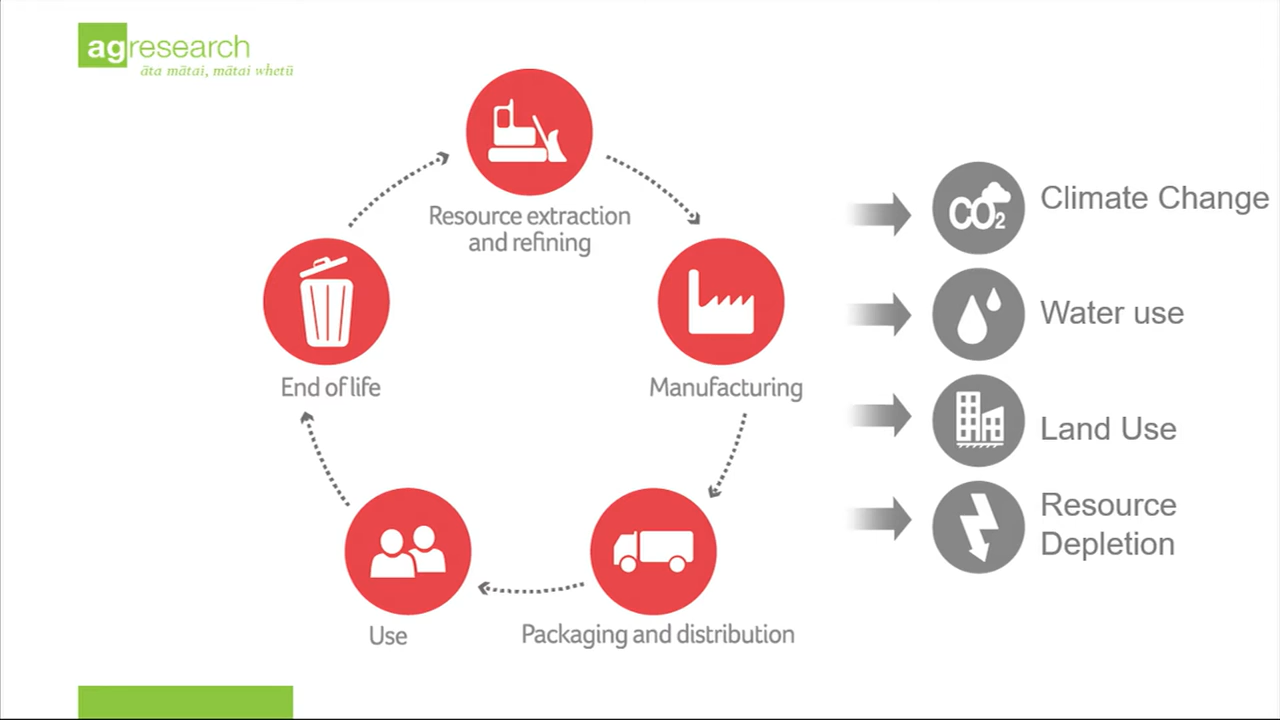 agresearch
āta mātai, mātai whetū
Resource extraction
and refining
Manufacturing
Packaging and distribution
Use
End of life
CO2
Climate Change
Water use
Land Use
Resource
Depletion